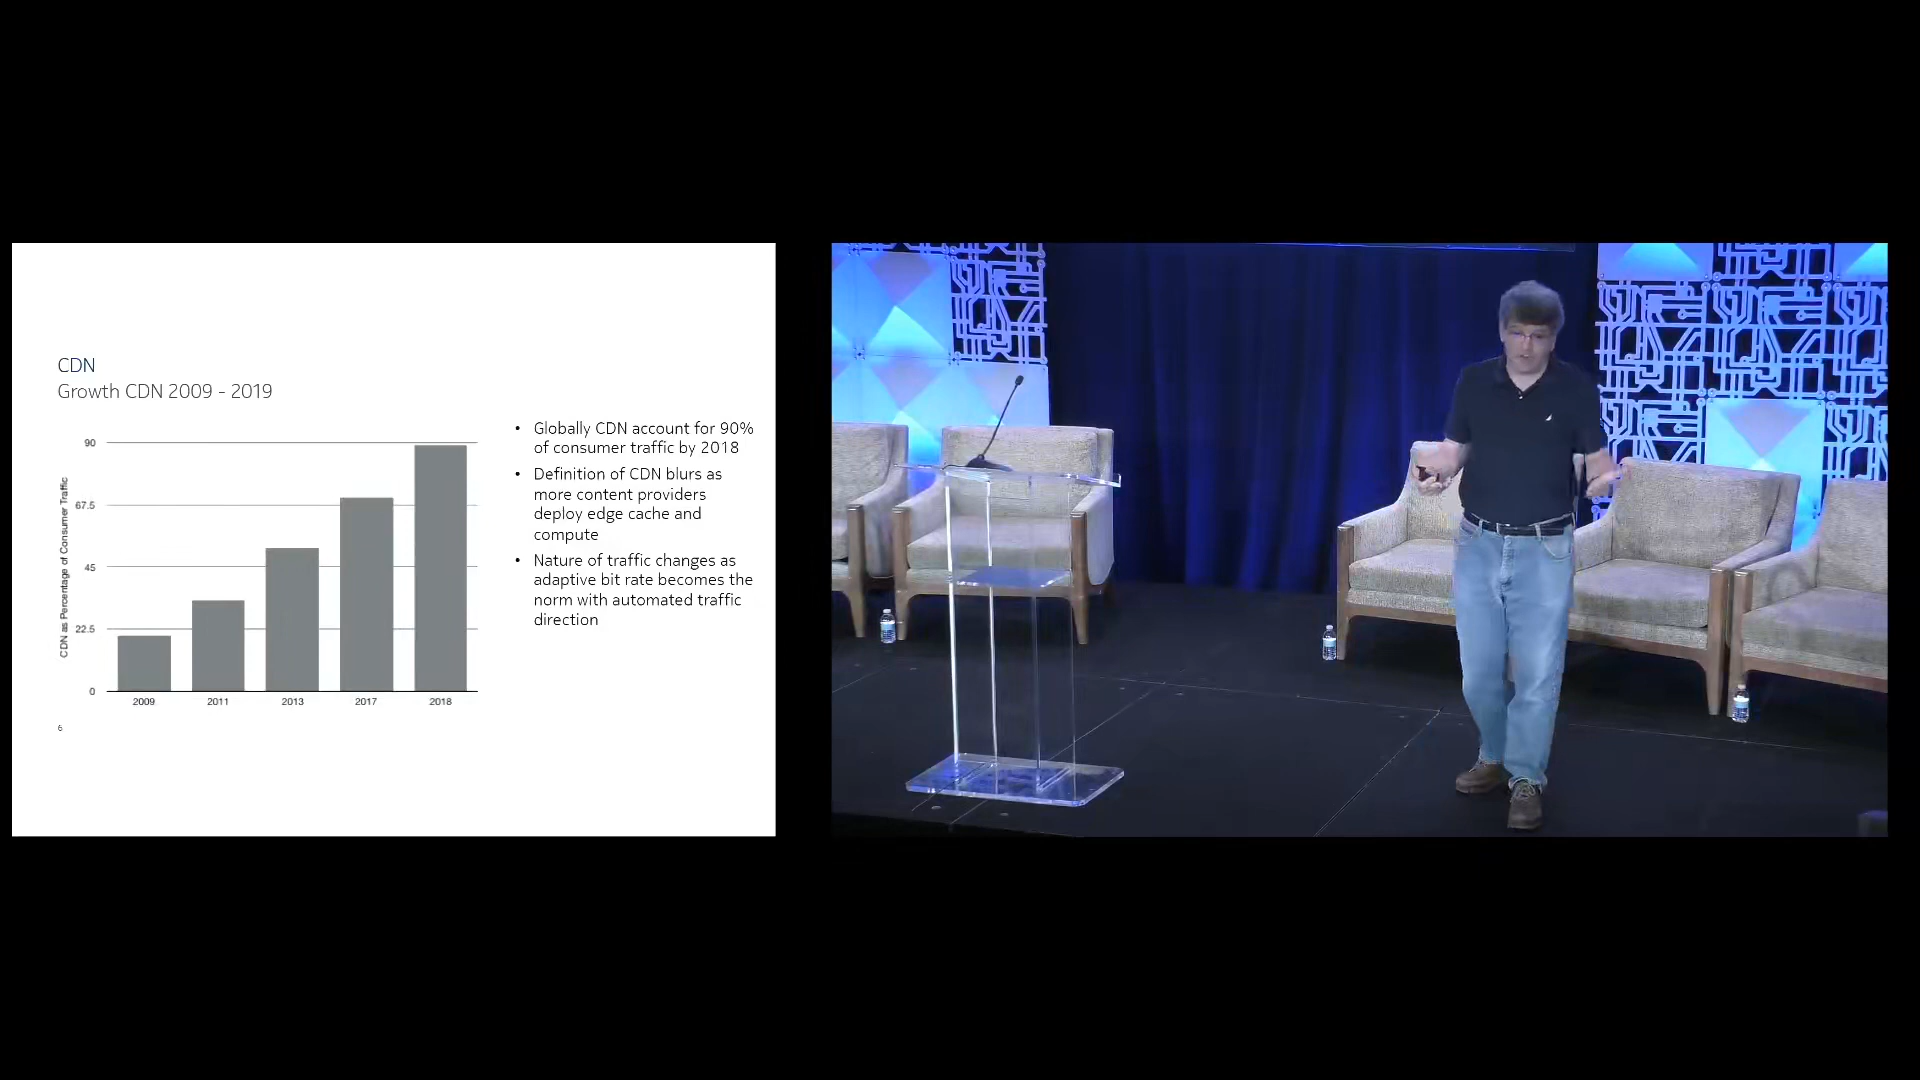 CDN
Growth CDN 2009 - 2019
CDN as Percentage of Consumer Traffic
90
67.5
45
22.5
0
2009 2011 2013 2017 2018
• Globally CDN account for 90%
of consumer traffic by 2018
• Definition of CDN blurs as
more content providers
deploy edge cache and
compute
• Nature of traffic changes as
adaptive bit rate becomes the
norm with automated traffic
direction
6